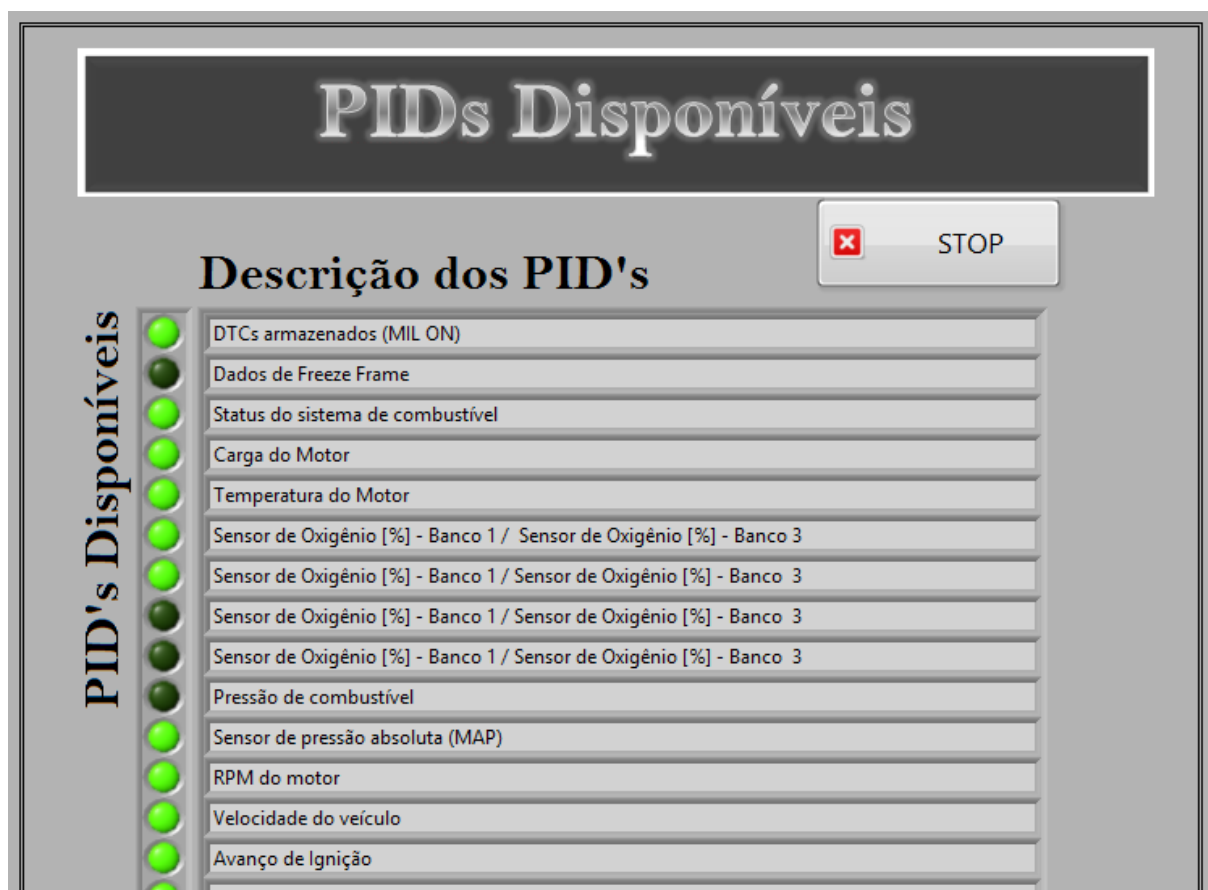 PIDs Disponíveis
STOP
Descrição dos PID's
PID's Disponíveis
DTCs armazenados (MIL ON)
Dados de Freeze Frame
Status do sistema de combustível
Carga do Motor
Temperatura do Motor
Sensor de Oxigênio [%] - Banco 1 /  Sensor de Oxigênio [%] - Banco 3
Sensor de Oxigênio [%] - Banco 1 / Sensor de Oxigênio [%] - Banco  3
Sensor de Oxigênio [%] - Banco 1 / Sensor de Oxigênio [%] - Banco  3
Sensor de Oxigênio [%] - Banco 1 / Sensor de Oxigênio [%] - Banco  3
Pressão de combustível
Sensor de pressão absoluta (MAP)
RPM do motor
Velocidade do veículo
Avanço de Ignição